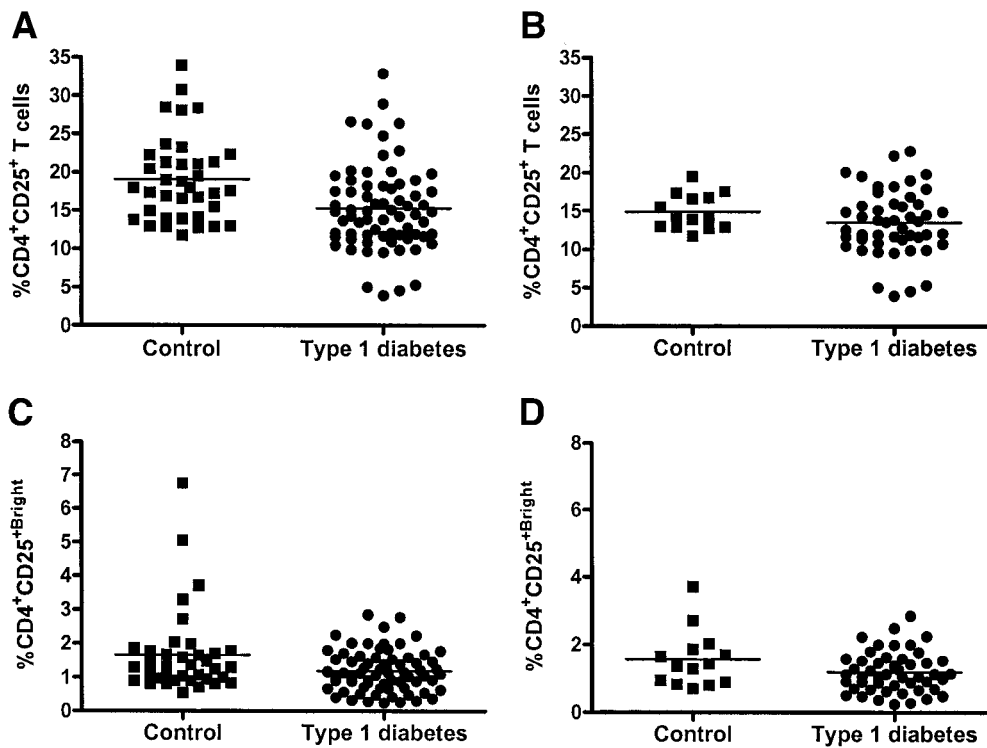 A
%CD4⁺CD25⁺ T cells
35
30
25
20
15
10
5
0
Control
Type 1 diabetes
B
%CD4⁺CD25⁺ T cells
35
30
25
20
15
10
5
0
Control
Type 1 diabetes
C
%CD4⁺CD25⁺ᴮʳⁱᵍʰᵗ
8
7
6
5
4
3
2
1
0
Control
Type 1 diabetes
D
%CD4⁺CD25⁺ᴮʳⁱᵍʰᵗ
8
6
4
2
0
Control
Type 1 diabetes